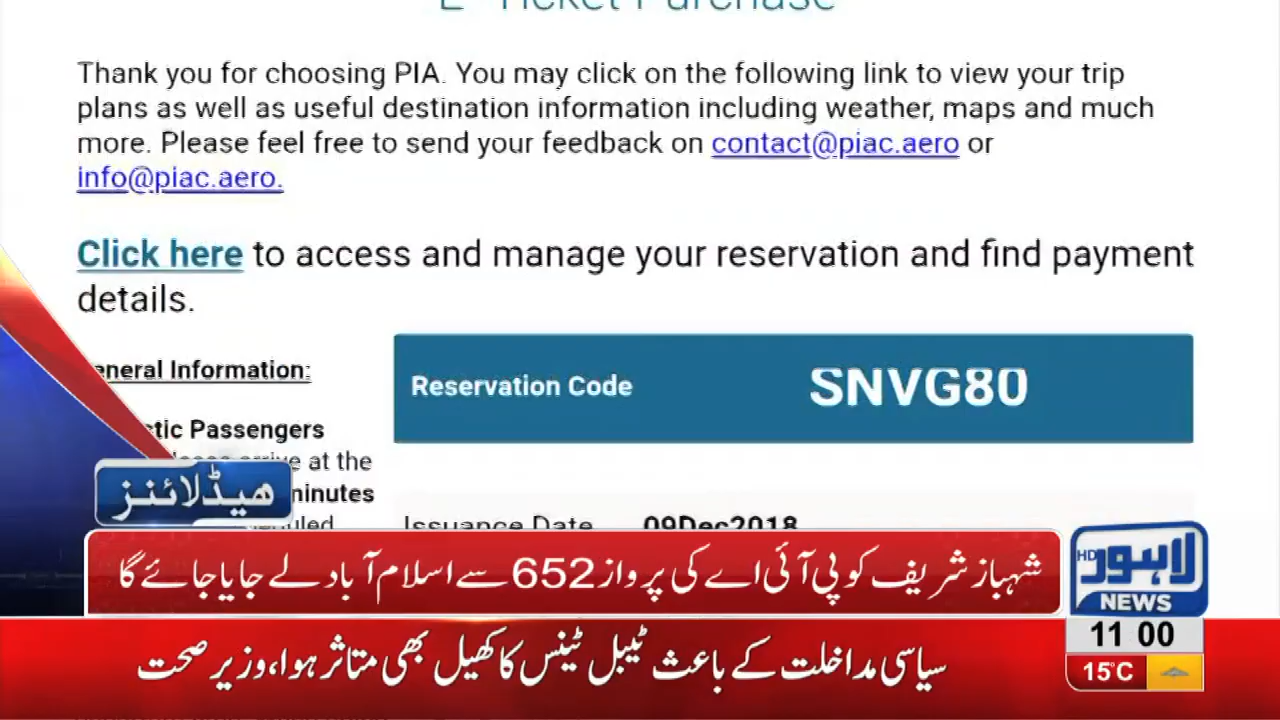 E-Ticket Purchase
Thank you for choosing PIA. You may click on the following link to view your trip
plans as well as useful destination information including weather, maps and much
more. Please feel free to send your feedback on contact@piac.aero or
info@piac.aero.
Click here to access and manage your reservation and find payment
details.
General Information:
Reservation Code SNVG80
tic Passengers
arrive at the
minutes
Issuance Date 09Dec2018
ھیڈلائنز
شہباز شریف کو پی آئی اے کی پرواز 652 سے اسلام آباد لے جایا جائے گا
لاہور HD
NEWS
11 00
سیاسی مداخلت کے باعث ٹیبل ٹینس کا کھیل بھی متاثر ہوا، وزیر صحت
15°C